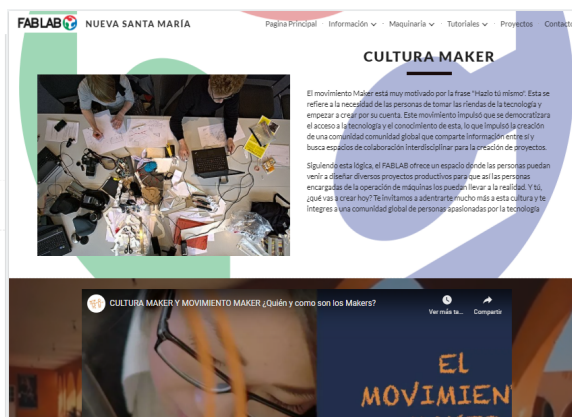 FABLAB NUEVA SANTA MARÍA
Pagina Principal · Información · Maquinaria · Tutoriales · Proyectos Contacto
CULTURA MAKER
El movimiento Maker está muy motivado por la frase "Hazlo tú mismo". Esta se
refiere a la necesidad de las personas de tomar las riendas de la tecnología y
empezar a crear por su cuenta. Este movimiento impulsó que se democratizara
el acceso a la tecnología y el conocimiento de esta, lo que impulsó la creación
de una comunidad comunidad global que comparte información entre sí y
busca espacios de colaboración interdisciplinar para la creación de proyectos.
Siguiendo esta lógica, el FABLAB ofrece un espacio donde las personas puedan
venir a diseñar diversos proyectos productivos para que así las personas
encargadas de la operación de máquinas los puedan llevar a la realidad. Y tú,
¿qué vas a crear hoy? Te invitamos a adentrarte mucho más a esta cultura y te
integres a una comunidad global de personas apasionadas por la tecnología
CULTURA MAKER Y MOVIMIENTO MAKER ¿Quién y como son los Makers?
Ver más ta... Compartir
EL
MOVIMIEN